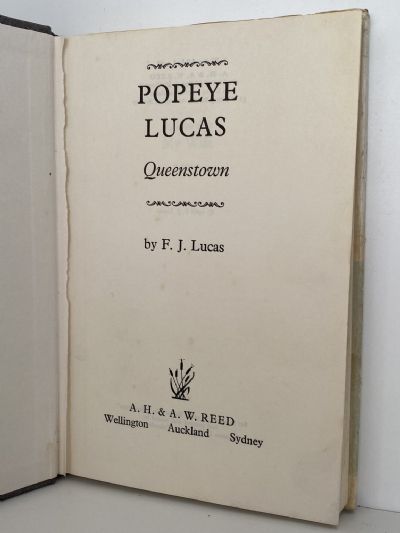 POPEYE
LUCAS
Queenstown
by F. J. Lucas
A. H. & A. W. REED
Wellington Auckland Sydney